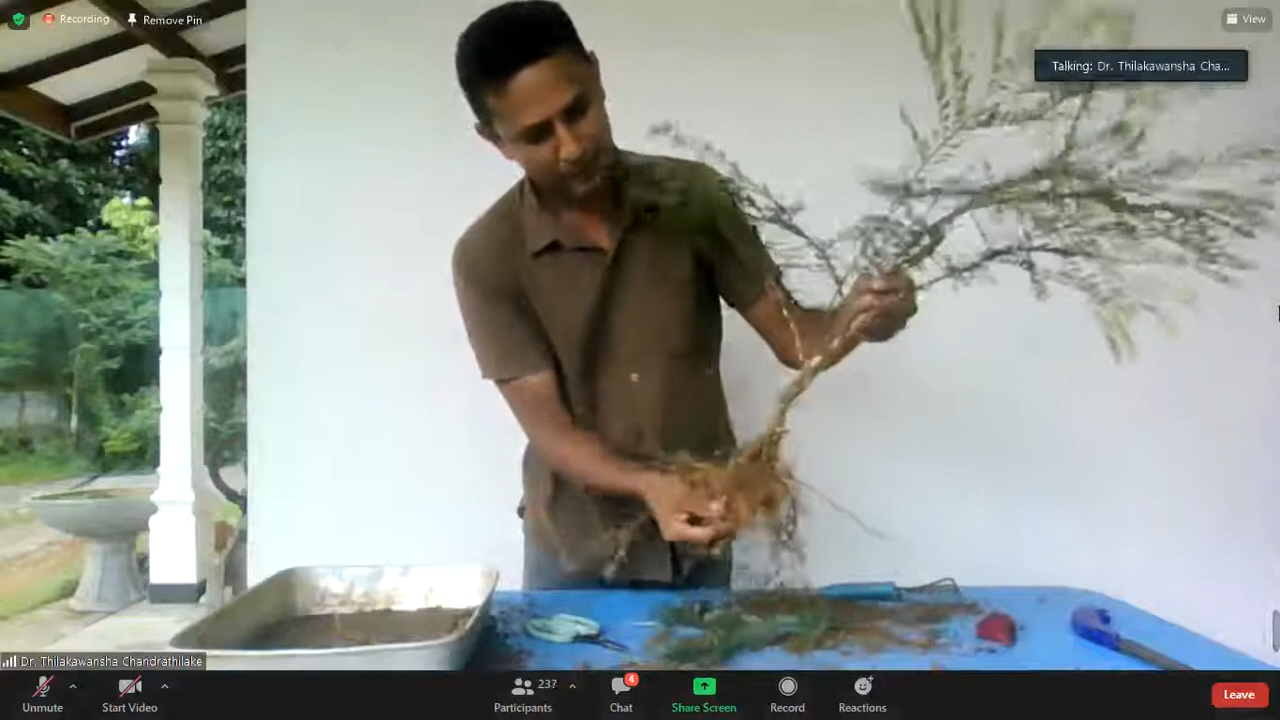 Recording
Remove Pin
View
Talking: Dr. Thilakawansha Cha...
Dr. Thilakawansha Chandrathilake
Unmute
Start Video
237
Participants
4
Chat
Share Screen
Record
Reactions
Leave